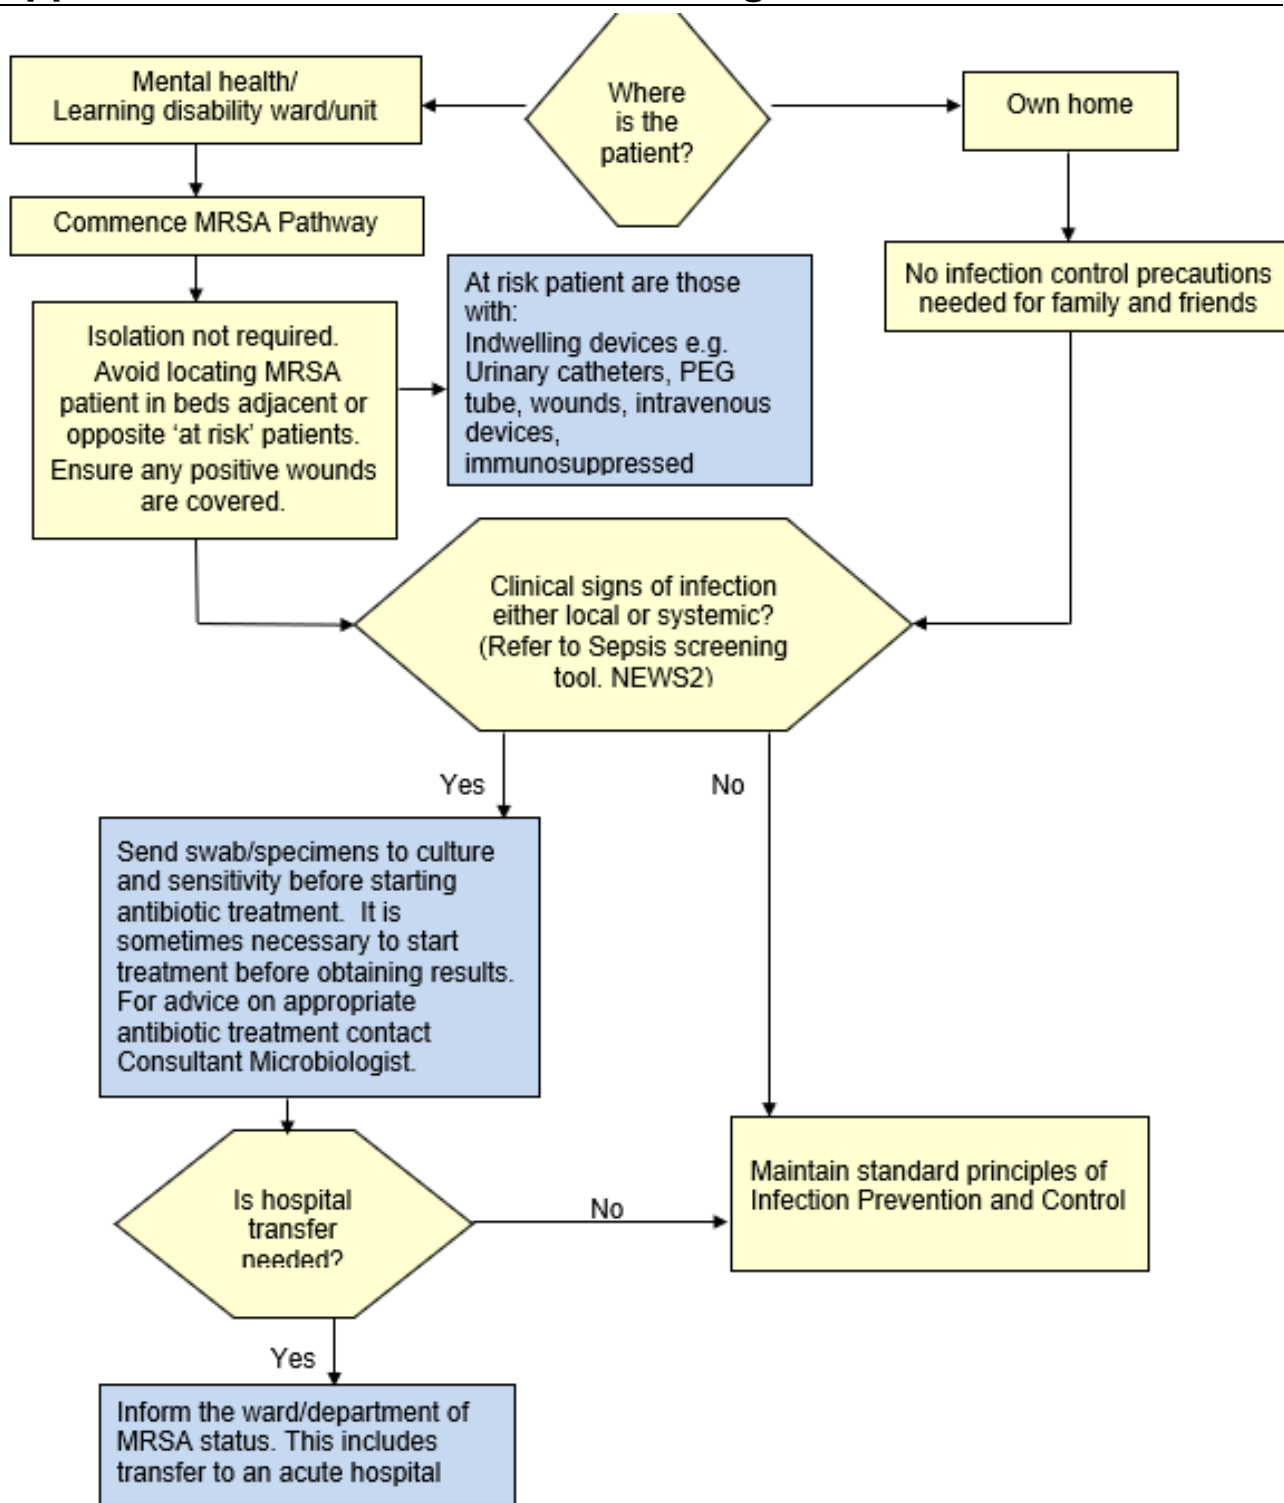 Mental health/
Learning disability ward/unit
Where
is the
patient?
Own home
Commence MRSA Pathway
No infection control precautions
needed for family and friends
Isolation not required.
Avoid locating MRSA
patient in beds adjacent or
opposite ‘at risk’ patients.
Ensure any positive wounds
are covered.
At risk patient are those
with:
Indwelling devices e.g.
Urinary catheters, PEG
tube, wounds, intravenous
devices,
immunosuppressed
Clinical signs of infection
either local or systemic?
(Refer to Sepsis screening
tool. NEWS2)
Yes
No
Send swab/specimens to culture
and sensitivity before starting
antibiotic treatment.  It is
sometimes necessary to start
treatment before obtaining results.
For advice on appropriate
antibiotic treatment contact
Consultant Microbiologist.
Is hospital
transfer
needed?
No
Maintain standard principles of
Infection Prevention and Control
Yes
Inform the ward/department of
MRSA status. This includes
transfer to an acute hospital